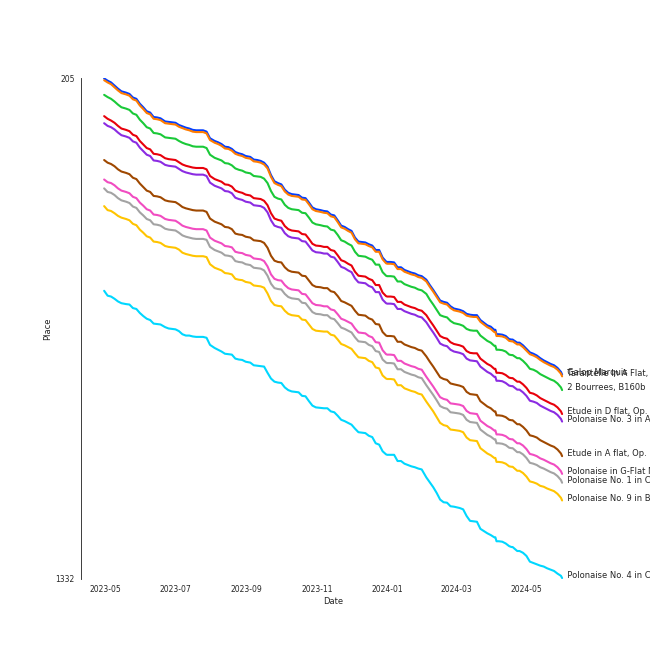 205
Place
1332
2023-05
2023-07
2023-09
2023-11
2024-01
2024-03
2024-05
Date
2 Bourrees, B160b
Etude in D flat, Op.
Polonaise No. 3 in A
Etude in A flat, Op.
Polonaise in G-Flat
Polonaise No. 1 in C
Polonaise No. 9 in B
Polonaise No. 4 in C